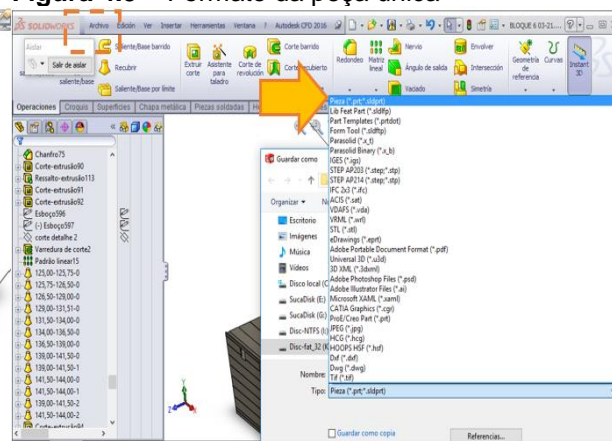 Formato da peça única
SOLIDWORKS Archivo Edición Ver Insertar Herramientas Ventana ? Autodesk CFD 2016 BLOQUE 6 03-21....
Aislar
Salir de aislar
saliente/base
Saliente/Base barrido
Recubrir
Saliente/Base por límite
Extruir corte
Asistente para taladro
Corte de revolución
Corte barrido
Corte recubierto
Redondeo
Matriz lineal
Nervio
Ángulo de salida
Vaciado
Envolver
Intersección
Simetría
Geometría de referencia
Curvas
Instant 3D
Operaciones Croquis Superficies Chapa metálica Piezas soldadas
Chanfro75
Corte-extrusão90
Ressalto-extrusão113
Corte-extrusão91
Corte-extrusão92
Esboço596
(-) Esboço597
corte detalhe 2
Varredura de corte2
Padrão linear15
125,00-125,75-0
125,75-126,50-0
126,50-129,00-0
129,00-131,51-0
131,50-134,00-0
134,00-136,50-0
136,50-139,00-0
139,00-141,50-0
139,00-141,50-1
141,50-144,00-0
141,50-144,00-1
139,00-141,50-2
141,50-144,00-2
Guardar como
Organizar
Escritorio
Imágenes
Música
Vídeos
Disco local (C
SucaDisk (E:)
SucaDisk (G:)
Disc-NTFS (I:)
Disc-fat_32 (K
Nombre:
Tipo: Pieza (*.prt;*.sldprt)
Guardar como copia
Referencias...
Pieza (*.prt;*.sldprt)
Lib Feat Part (*.sldlfp)
Part Templates (*.prtdot)
Form Tool (*.sldftp)
Parasolid (*.x_t)
Parasolid Binary (*.x_b)
IGES (*.igs)
STEP AP203 (*.step;*.stp)
STEP AP214 (*.step;*.stp)
IFC 2x3 (*.ifc)
ACIS (*.sat)
VDAFS (*.vda)
VRML (*.wrl)
STL (*.stl)
eDrawings (*.eprt)
Adobe Portable Document Format (*.pdf)
Universal 3D (*.u3d)
3D XML (*.3dxml)
Adobe Photoshop Files (*.psd)
Adobe Illustrator Files (*.ai)
Microsoft XAML (*.xaml)
CATIA Graphics (*.cgr)
ProE/Creo Part (*.prt)
JPEG (*.jpg)
HCG (*.hcg)
HOOPS HSF (*.hsf)
Dxf (*.dxf)
Dwg (*.dwg)
Tif (*.tif)